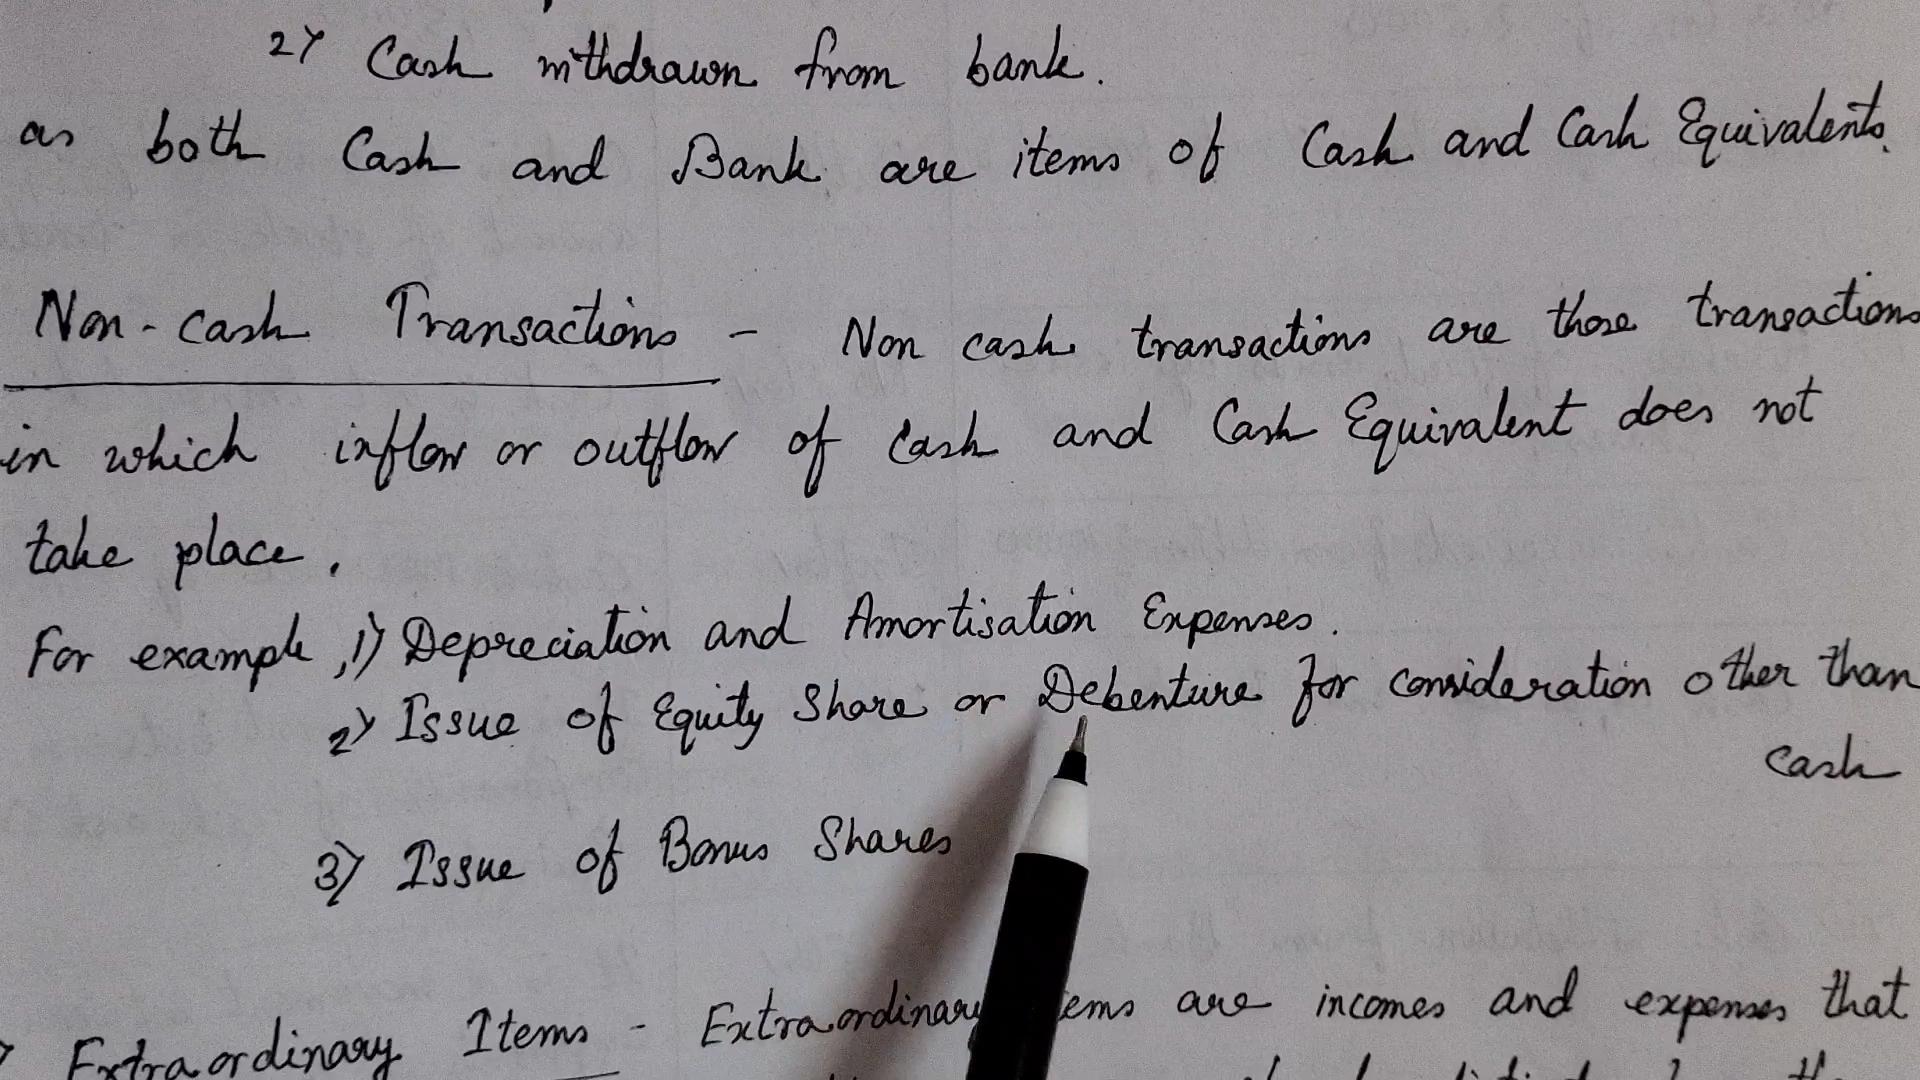 2) Cash withdrawn from bank.
as both Cash and Bank are items of Cash and Cash Equivalents.
Non-cash Transactions - Non cash transactions are those transactions
in which inflow or outflow of cash and Cash Equivalent does not
take place.
For example, 1) Depreciation and Amortisation Expenses.
2) Issue of Equity Share or Debenture for consideration other than
cash
3) Issue of Bonus Shares
Extraordinary Items - Extraordinary are incomes and expenses that